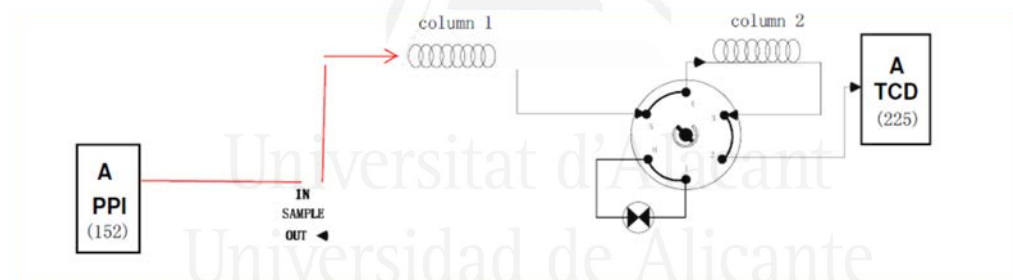 column 1
column 2
A
TCD
(225)
A
PPI
(152)
IN
SAMPLE
OUT
Universitat d'Alacant
Universidad de Alicante